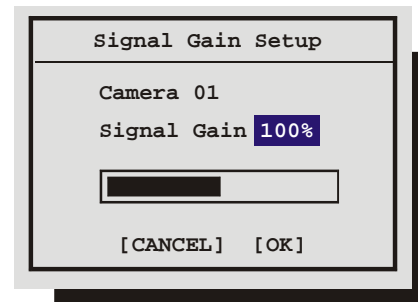 Signal Gain Setup
Camera 01
Signal Gain 100%
[CANCEL] [OK]